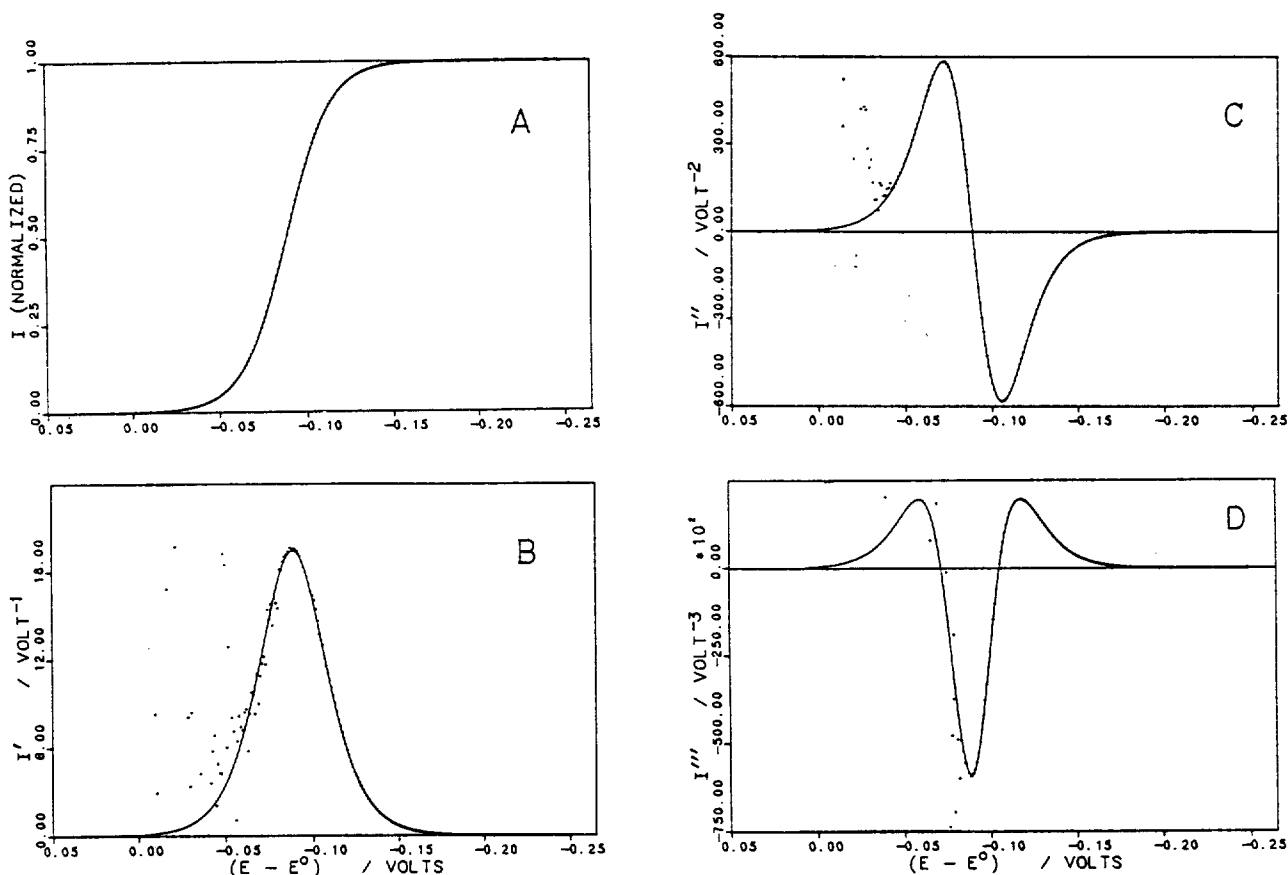 A
I (NORMALIZED)
0.00 0.25 0.50 0.75 1.00
0.05 0.00 -0.05 -0.10 -0.15 -0.20 -0.25
B
I′ / VOLT⁻¹
0.00 6.00 12.00 18.00
0.05 0.00 -0.05 -0.10 -0.15 -0.20 -0.25
(E - E⁰) / VOLTS
C
I″ / VOLT⁻²
-600.00 -300.00 0.00 300.00 600.00
0.05 0.00 -0.05 -0.10 -0.15 -0.20 -0.25
D
I‴ / VOLT⁻³
-750.00 -500.00 -250.00 0.00 *10²
0.05 0.00 -0.05 -0.10 -0.15 -0.20 -0.25
(E - E⁰) / VOLTS